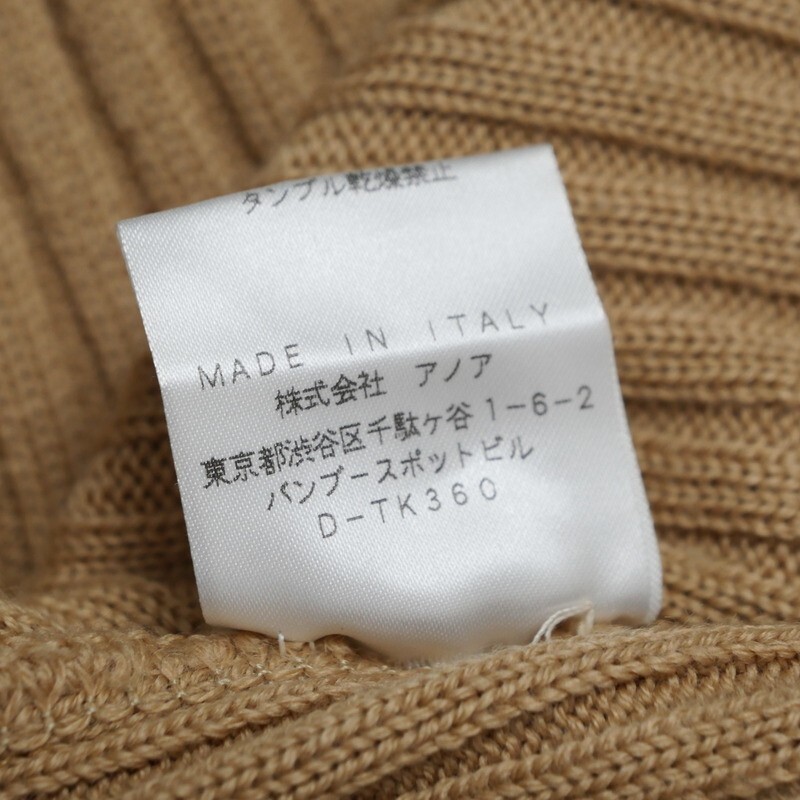 タンブル乾燥禁止
MADE IN ITALY
株式会社 アノア
東京都渋谷区千駄ヶ谷1-6-2
バンブースポットビル
D-TK360